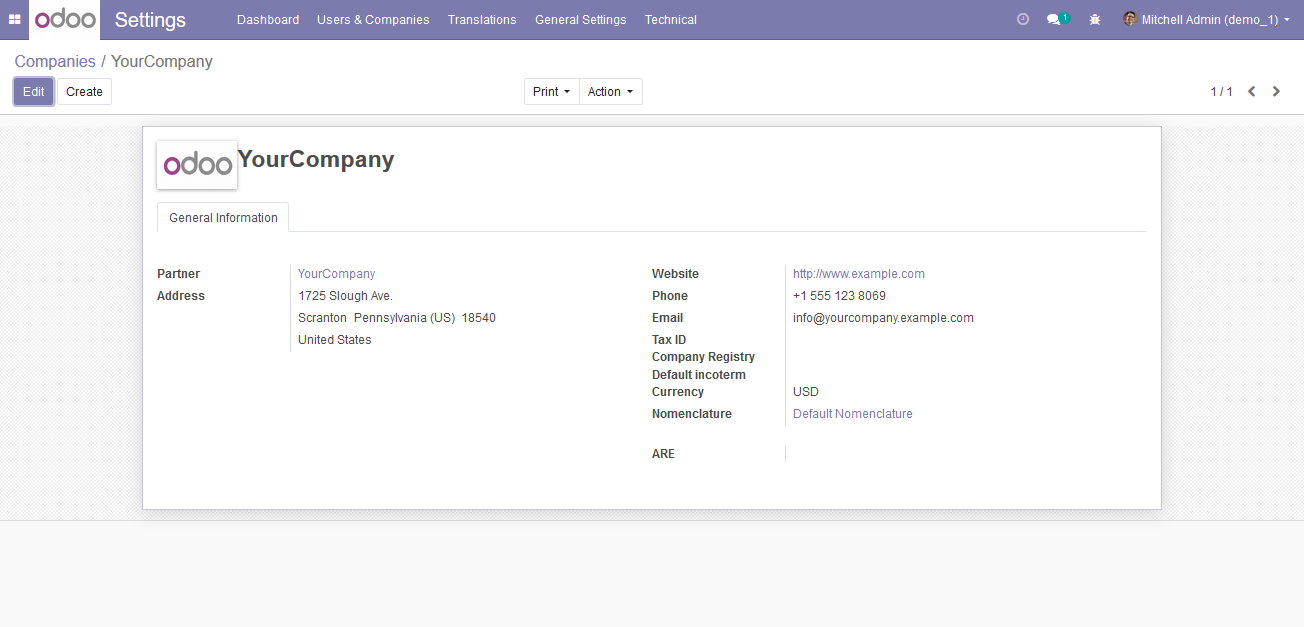 odoo Settings Dashboard Users & Companies Translations General Settings Technical 1 Mitchell Admin (demo_1)
Companies / YourCompany
Edit Create Print Action 1 / 1
odoo YourCompany
General Information
Partner YourCompany
Address 1725 Slough Ave.
Scranton Pennsylvania (US) 18540
United States
Website http://www.example.com
Phone +1 555 123 8069
Email info@yourcompany.example.com
Tax ID
Company Registry
Default incoterm
Currency USD
Nomenclature Default Nomenclature
ARE